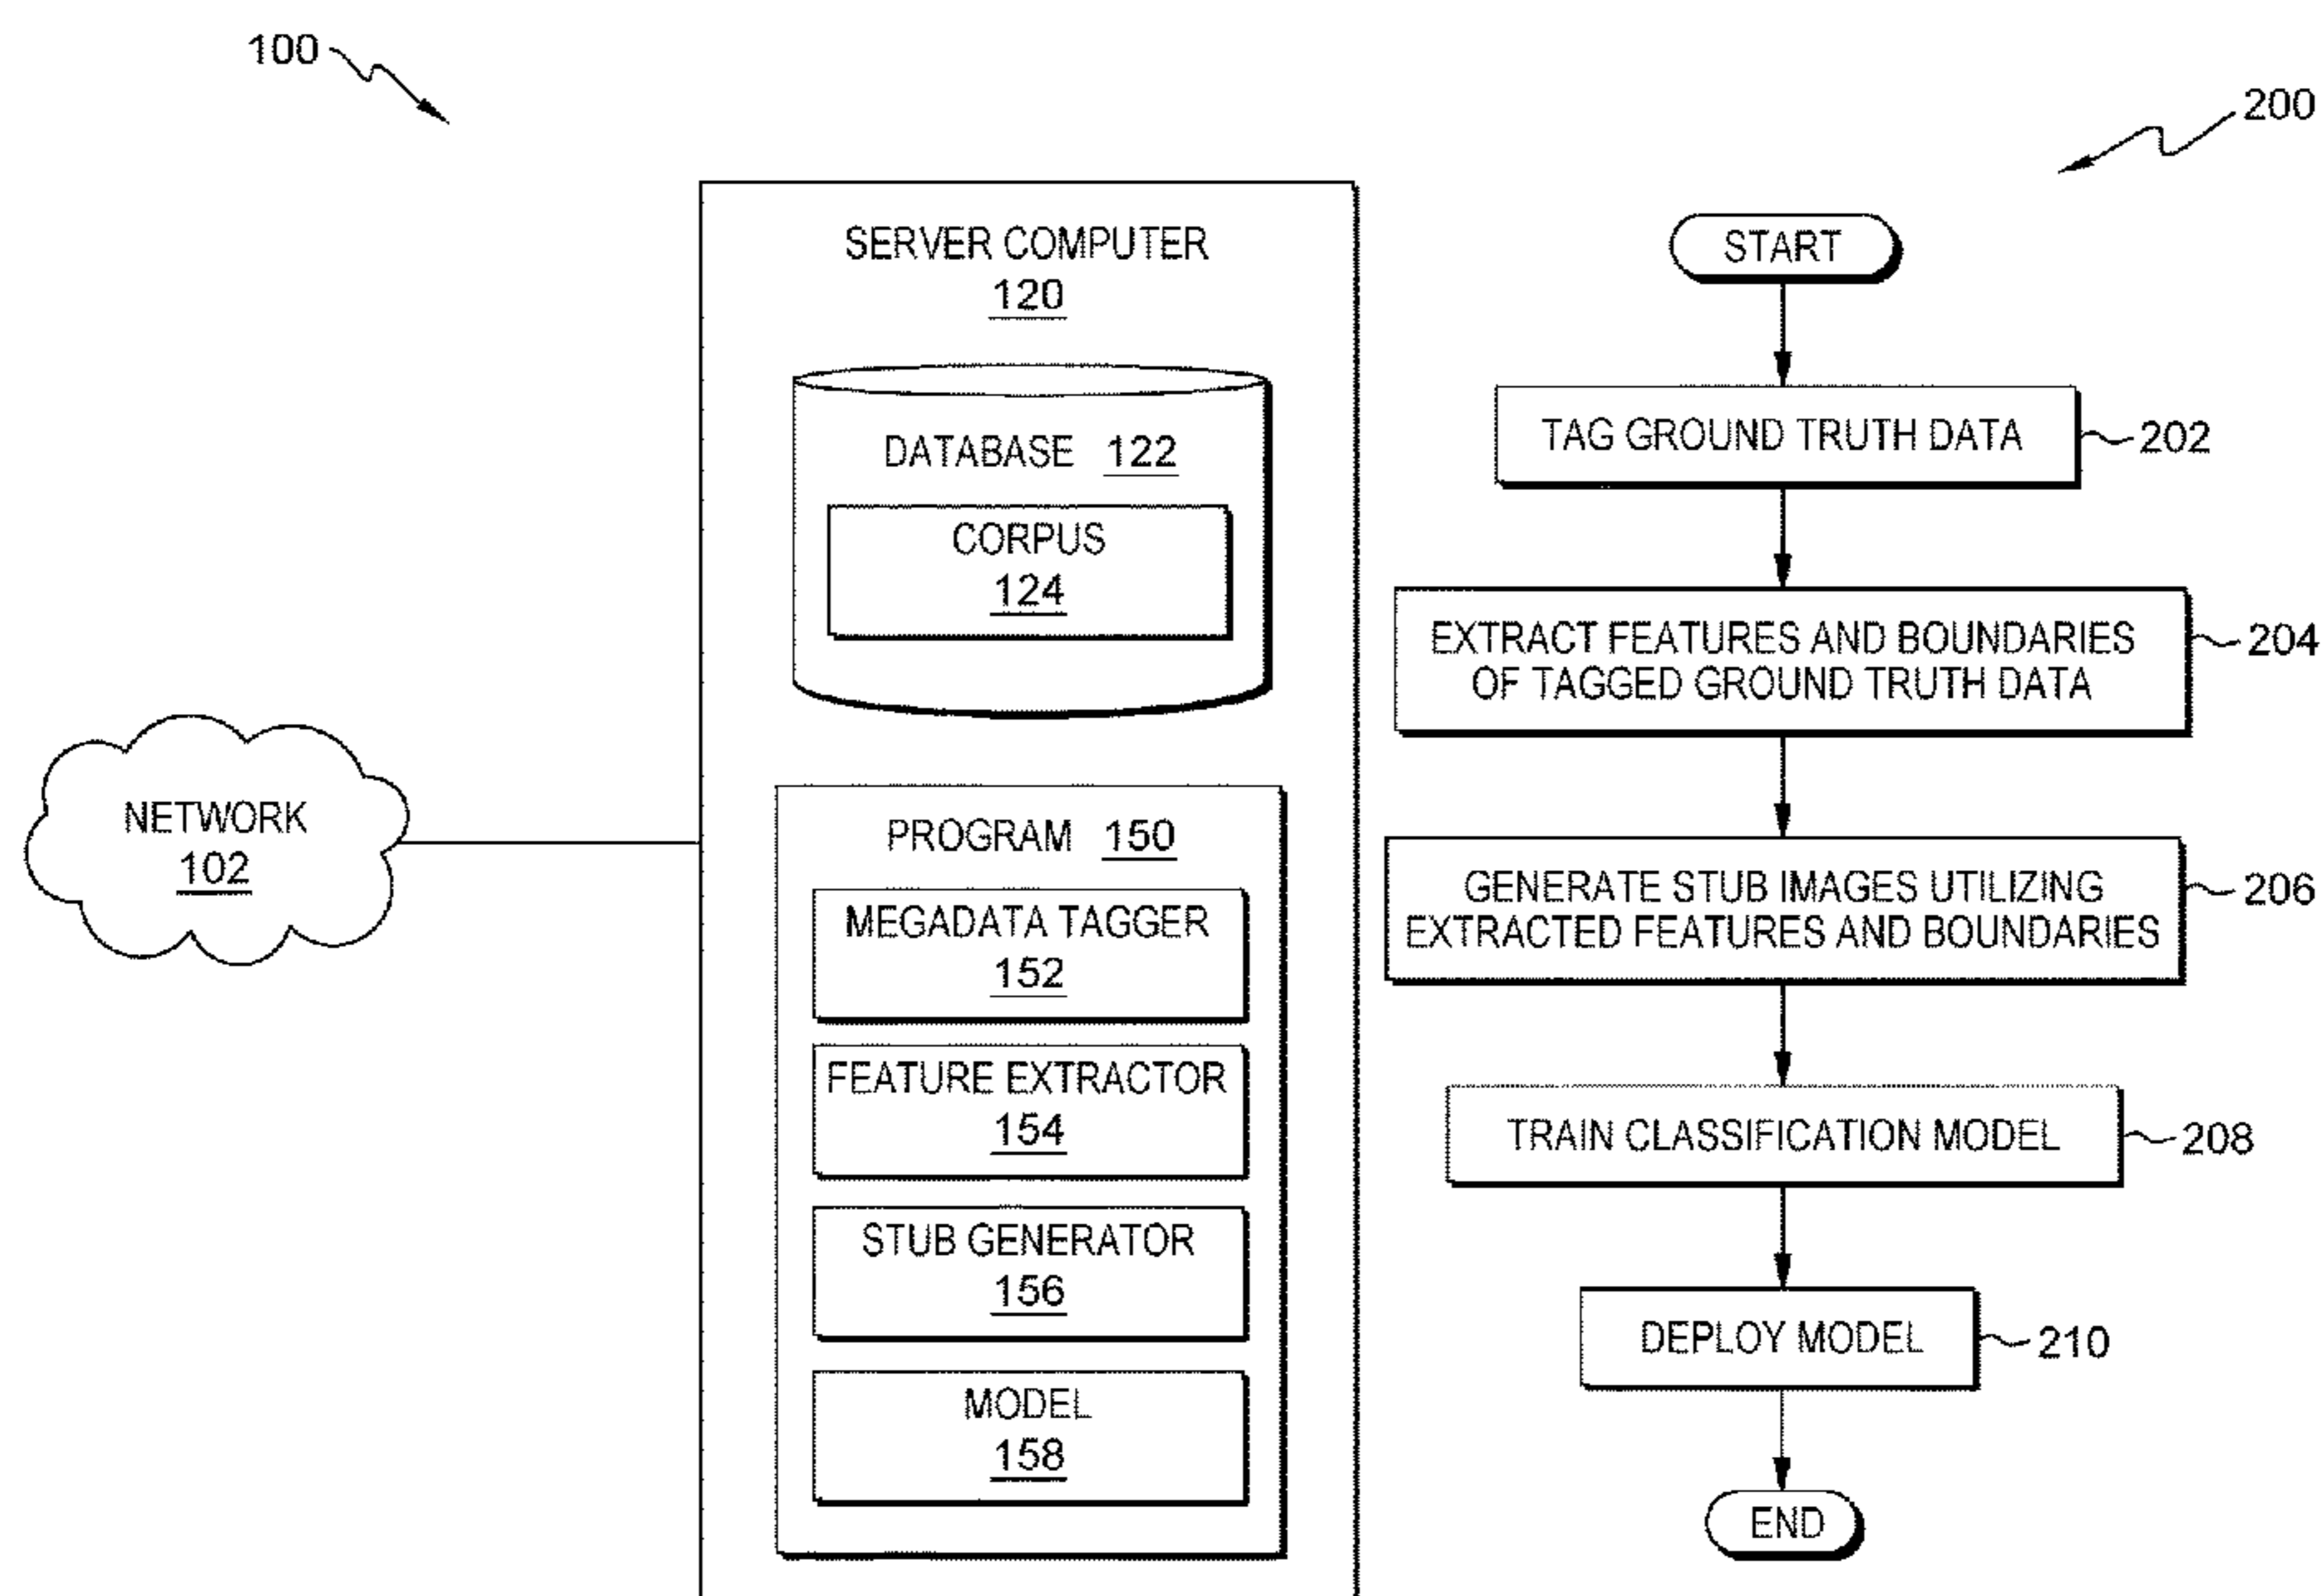 100
SERVER COMPUTER
120
DATABASE 122
CORPUS
124
NETWORK
102
PROGRAM 150
MEGADATA TAGGER
152
FEATURE EXTRACTOR
154
STUB GENERATOR
156
MODEL
158
200
START
TAG GROUND TRUTH DATA
202
EXTRACT FEATURES AND BOUNDARIES
OF TAGGED GROUND TRUTH DATA
204
GENERATE STUB IMAGES UTILIZING
EXTRACTED FEATURES AND BOUNDARIES
206
TRAIN CLASSIFICATION MODEL
208
DEPLOY MODEL
210
END